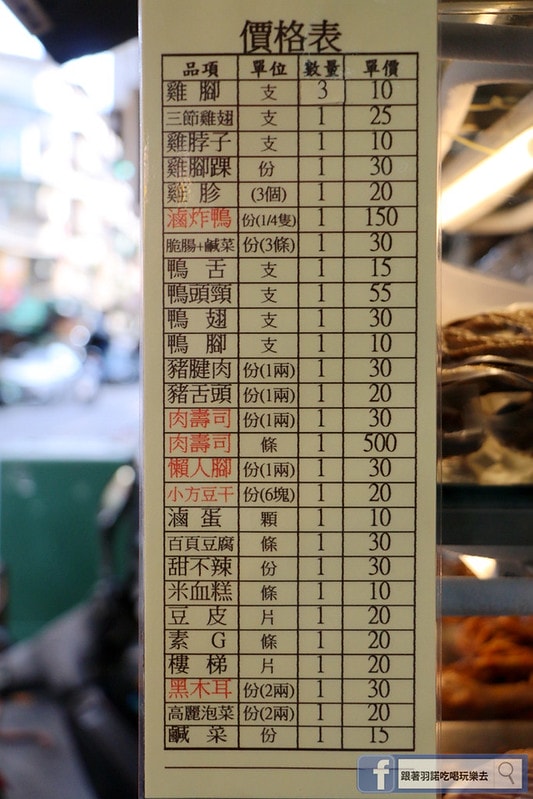 價格表
品項 單位 數量 單價
雞腳 支 3 10
三節雞翅 支 1 25
雞脖子 支 1 10
雞腳踝 份 1 30
雞胗 (3個) 1 20
滷炸鴨 份(1/4隻) 1 150
脆腸+鹹菜 份(3條) 1 30
鴨舌 支 1 15
鴨頭頸 支 1 55
鴨翅 支 1 30
鴨腳 支 1 10
豬腱肉 份(1兩) 1 30
豬舌頭 份(1兩) 1 20
肉壽司 份(1兩) 1 30
肉壽司 條 1 500
懶人腳 份(1兩) 1 30
小方豆干 份(6塊) 1 20
滷蛋 顆 1 10
百頁豆腐 條 1 30
甜不辣 份 1 30
米血糕 條 1 10
豆皮 片 1 20
素G 條 1 20
樓梯 片 1 20
黑木耳 份(2兩) 1 30
高麗泡菜 份(2兩) 1 20
鹹菜 份 1 15
f 跟著羽諾吃喝玩樂去